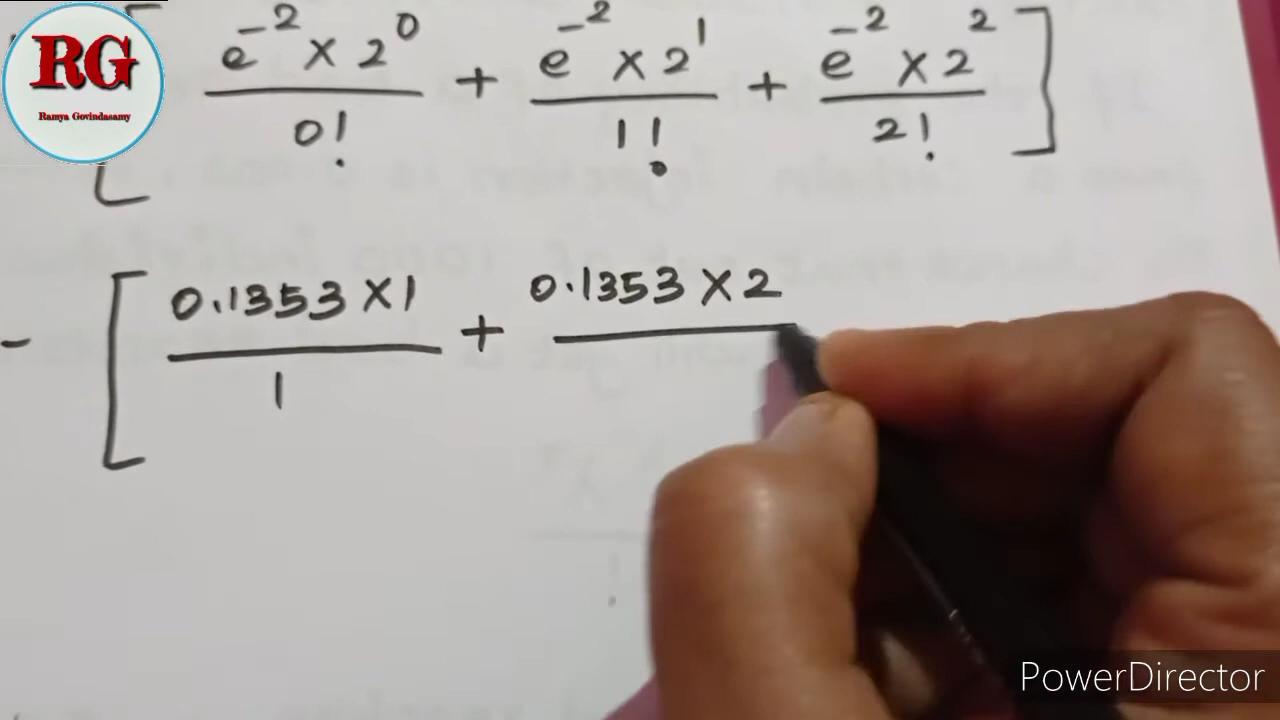 RG
Ramya Govindasamy
[ e^-2 × 2^0 / 0! + e^-2 × 2^1 / 1! + e^-2 × 2^2 / 2! ]
- [ 0.1353 × 1 / 1 + 0.1353 × 2
PowerDirector